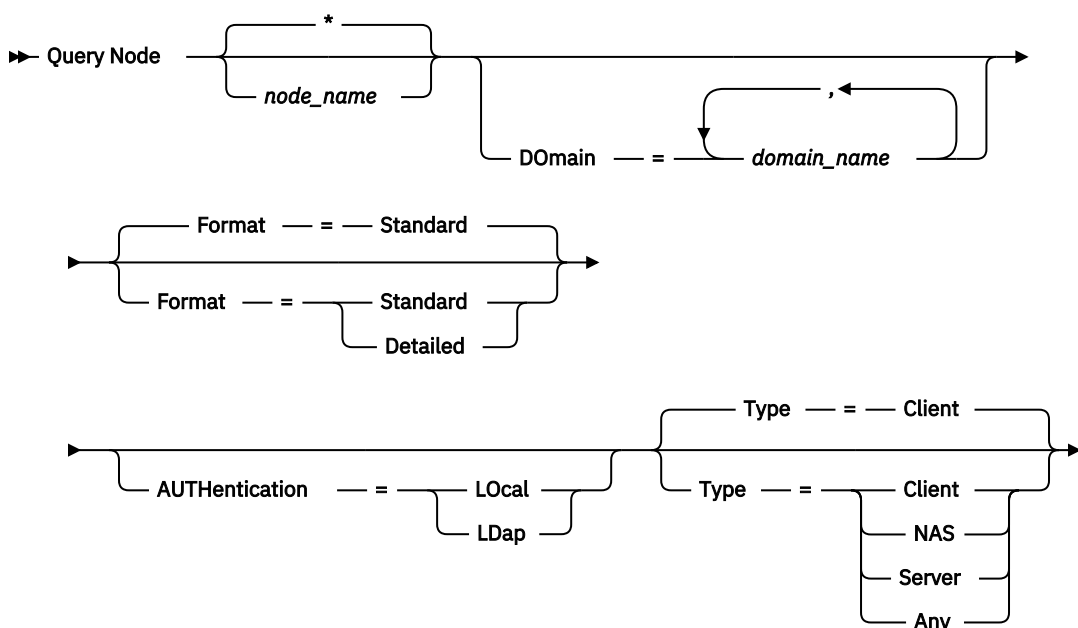 *
Query Node
node_name
,
DOmain = domain_name
Format = Standard
Format = Standard
Detailed
Type = Client
AUTHentication = LOcal
LDap
Type = Client
NAS
Server
Any